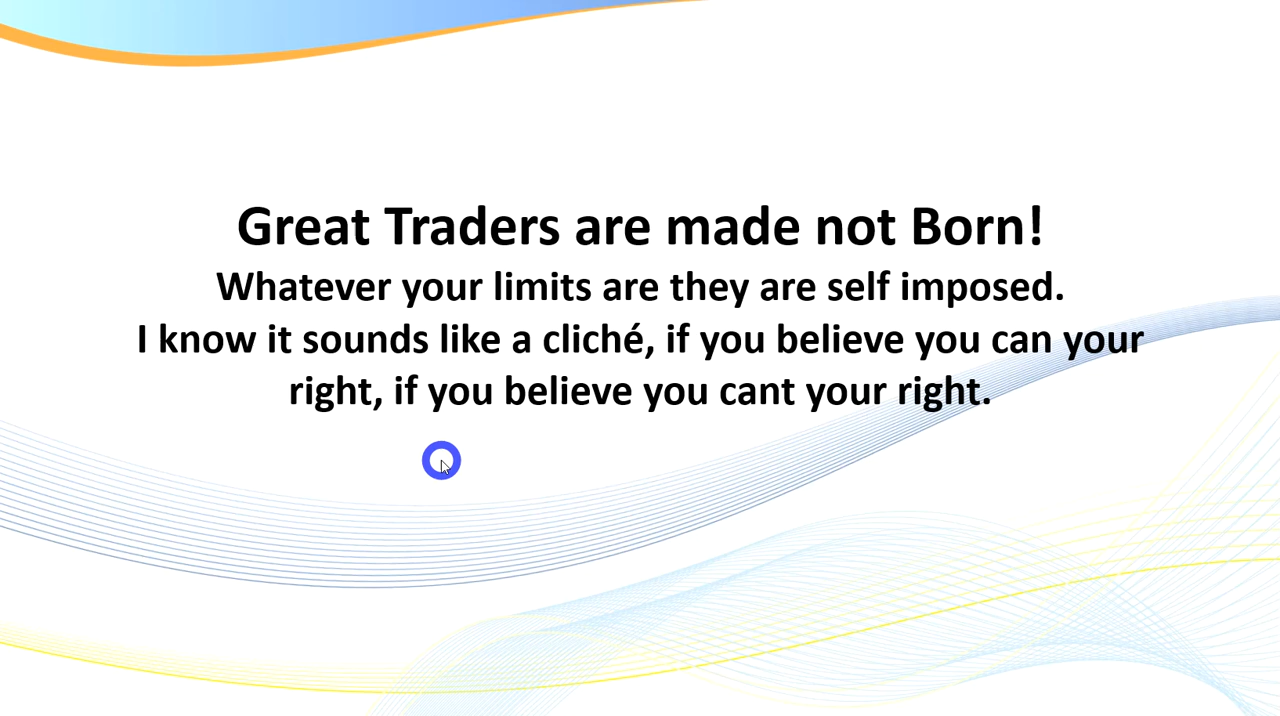 Great Traders are made not Born!
Whatever your limits are they are self imposed.
I know it sounds like a cliché, if you believe you can your
right, if you believe you cant your right.